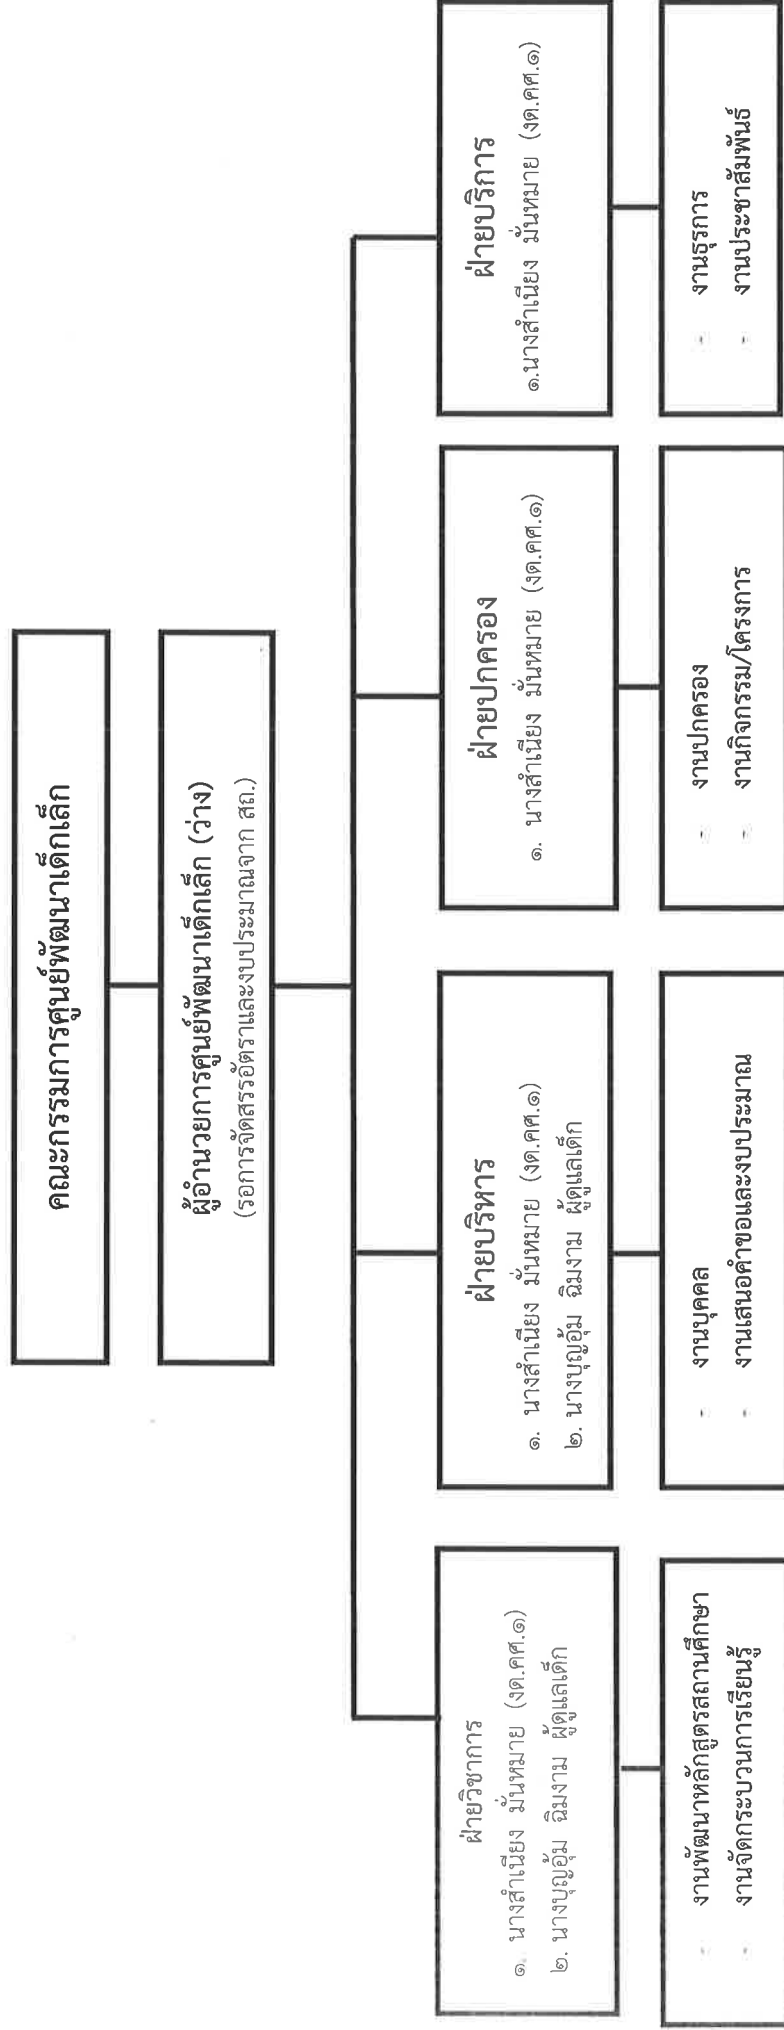 คณะกรรมการศูนย์พัฒนาเด็กเล็ก
ผู้อำนวยการศูนย์พัฒนาเด็กเล็ก (ว่าง)
(รอการจัดสรรอัตราและงบประมาณจาก สถ.)
ฝ่ายวิชาการ
๑. นางสำเนียง มั่นหมาย (งด.คศ.๑)
๒. นางบุญอุ้ม ฉิมงาม ผู้ดูแลเด็ก
- งานพัฒนาหลักสูตรสถานศึกษา
- งานจัดกระบวนการเรียนรู้
ฝ่ายบริหาร
๑. นางสำเนียง มั่นหมาย (งด.คศ.๑)
๒. นางบุญอุ้ม ฉิมงาม ผู้ดูแลเด็ก
- งานบุคคล
- งานเสนอคำขอและงบประมาณ
ฝ่ายปกครอง
๑. นางสำเนียง มั่นหมาย (งด.คศ.๑)
- งานปกครอง
- งานกิจกรรม/โครงการ
ฝ่ายบริการ
๑.นางสำเนียง มั่นหมาย (งด.คศ.๑)
- งานธุรการ
- งานประชาสัมพันธ์